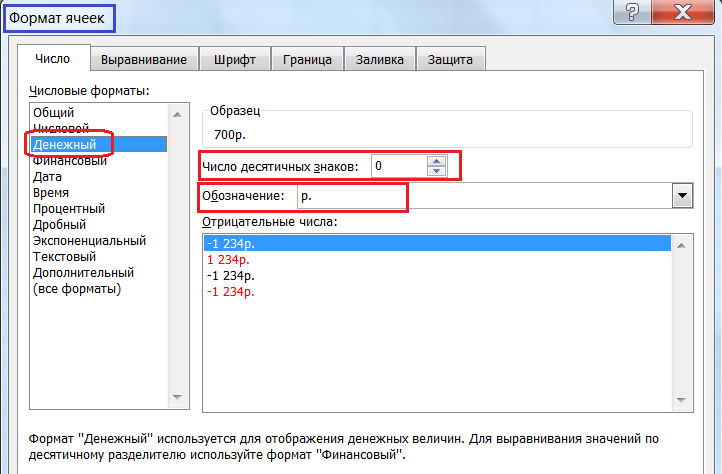 Формат ячеек
Число
Выравнивание
Шрифт
Граница
Заливка
Защита
Числовые форматы:
Общий
Числовой
Денежный
Финансовый
Дата
Время
Процентный
Дробный
Экспоненциальный
Текстовый
Дополнительный
(все форматы)
Образец
700р.
Число десятичных знаков: 0
Обозначение: р.
Отрицательные числа:
-1 234р.
1 234р.
-1 234р.
-1 234р.
Формат "Денежный" используется для отображения денежных величин. Для выравнивания значений по
десятичному разделителю используйте формат "Финансовый".